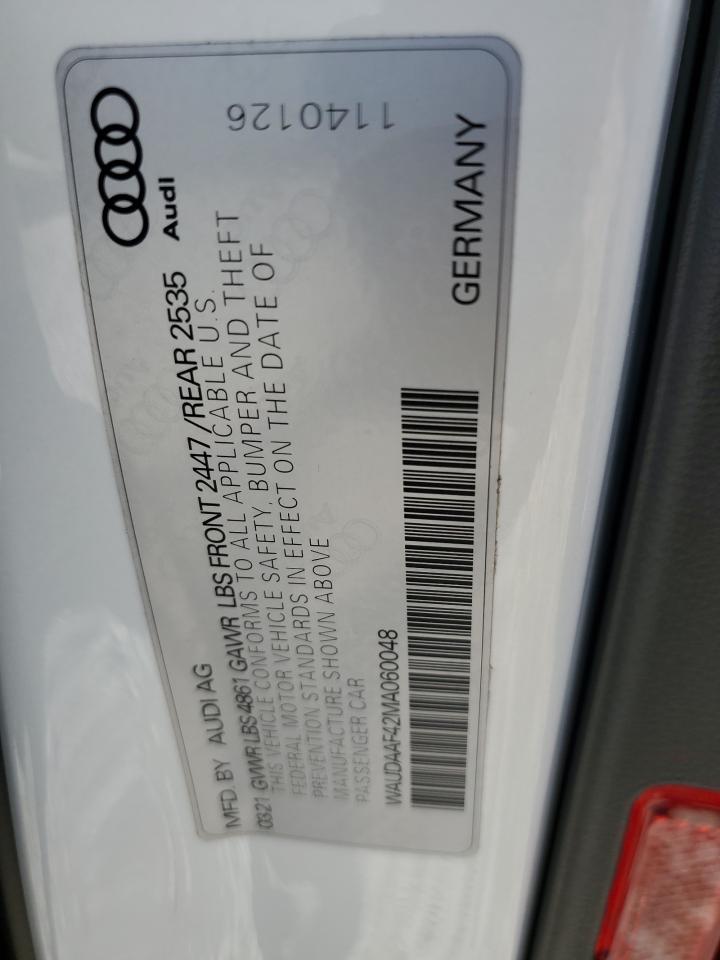 MFD. BY AUDI AG
0321 GVWR LBS 4861 GAWR LBS FRONT 2447 /REAR 2535
THIS VEHICLE CONFORMS TO ALL APPLICABLE U.S.
FEDERAL MOTOR VEHICLE SAFETY, BUMPER AND THEFT
PREVENTION STANDARDS IN EFFECT ON THE DATE OF
MANUFACTURE SHOWN ABOVE
PASSENGER CAR
WAUDAAF42MA060048
Audi
1140126
GERMANY